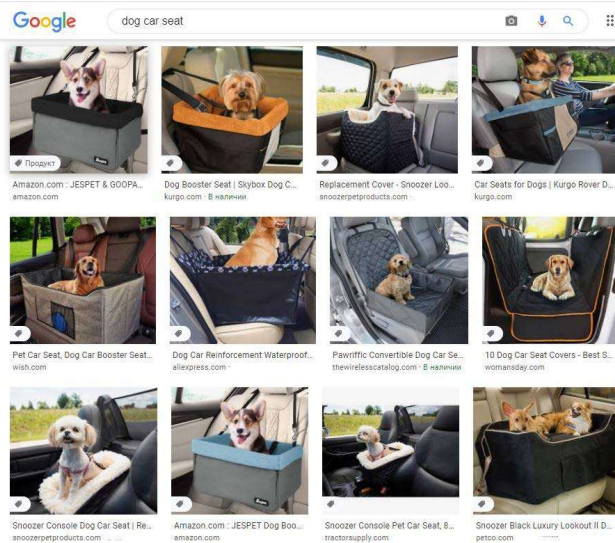 Google
dog car seat
Продукт
Amazon.com : JESPET & GOOPA...
amazon.com
Dog Booster Seat | Skybox Dog C...
kurgo.com · В наличии
Replacement Cover - Snoozer Loo...
snoozerpetproducts.com ·
Car Seats for Dogs | Kurgo Rover D...
kurgo.com
Pet Car Seat, Dog Car Booster Seat...
wish.com
Dog Car Reinforcement Waterproof...
aliexpress.com ·
Pawriffic Convertible Dog Car Se...
thewirelesscatalog.com · В наличии
10 Dog Car Seat Covers - Best S...
womansday.com
Snoozer Console Dog Car Seat | Re...
snoozerpetproducts.com
Amazon.com : JESPET Dog Boo...
amazon.com
Snoozer Console Pet Car Seat, 8...
tractorsupply.com
Snoozer Black Luxury Lookout II D...
petco.com